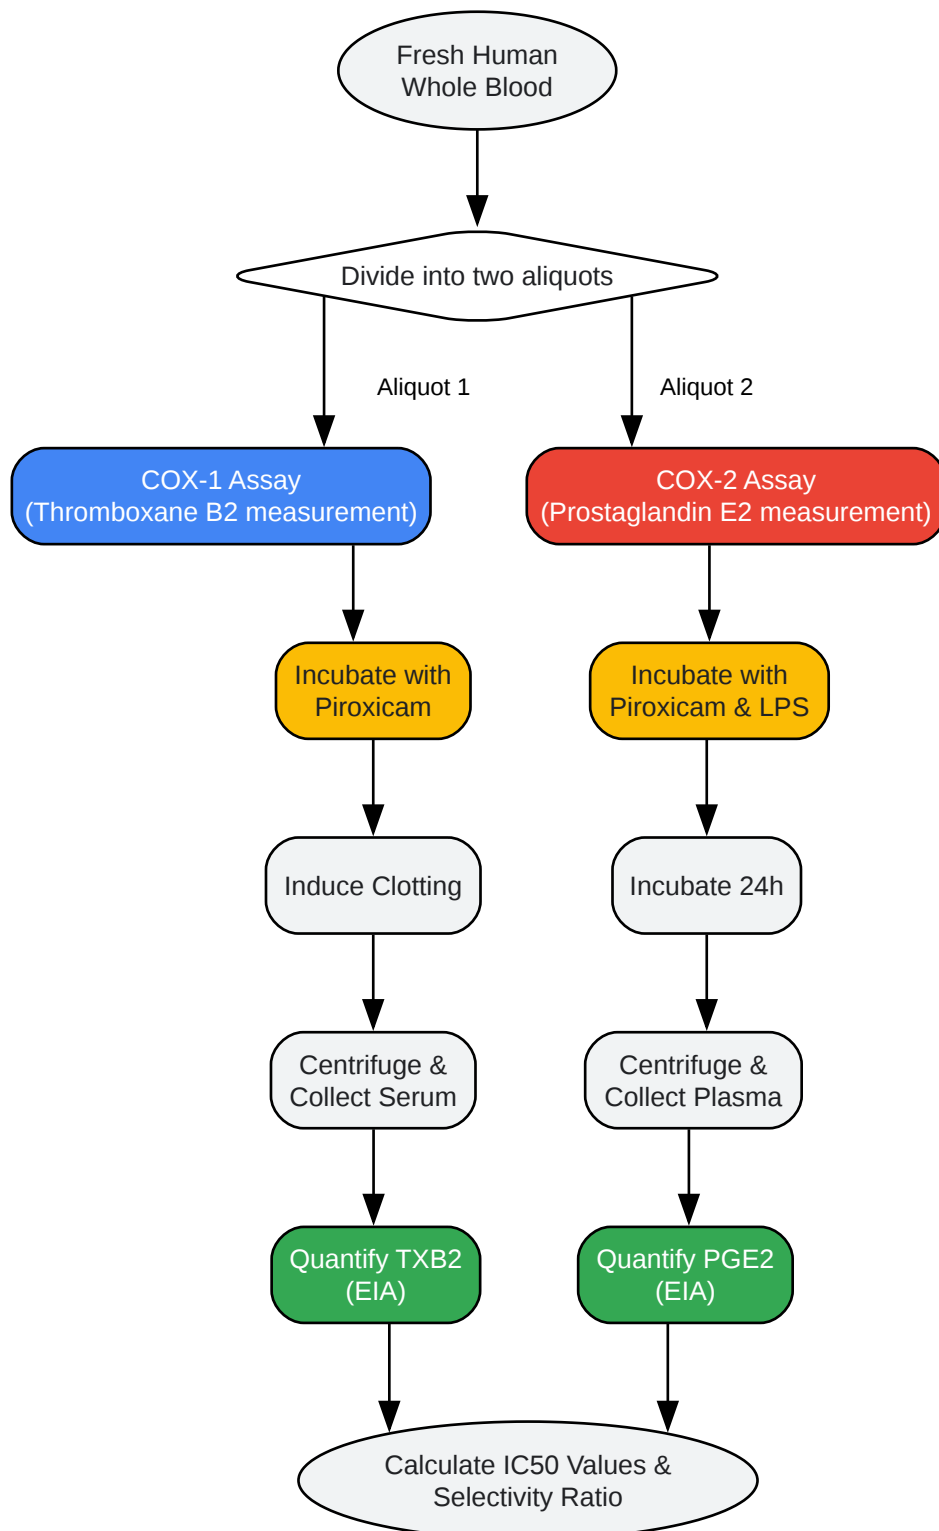 Fresh Human
Whole Blood
Divide into two aliquots
Aliquot 1
Aliquot 2
COX-1 Assay
(Thromboxane B2 measurement)
COX-2 Assay
(Prostaglandin E2 measurement)
Incubate with
Piroxicam
Incubate with
Piroxicam & LPS
Induce Clotting
Incubate 24h
Centrifuge &
Collect Serum
Centrifuge &
Collect Plasma
Quantify TXB2
(EIA)
Quantify PGE2
(EIA)
Calculate IC50 Values &
Selectivity Ratio